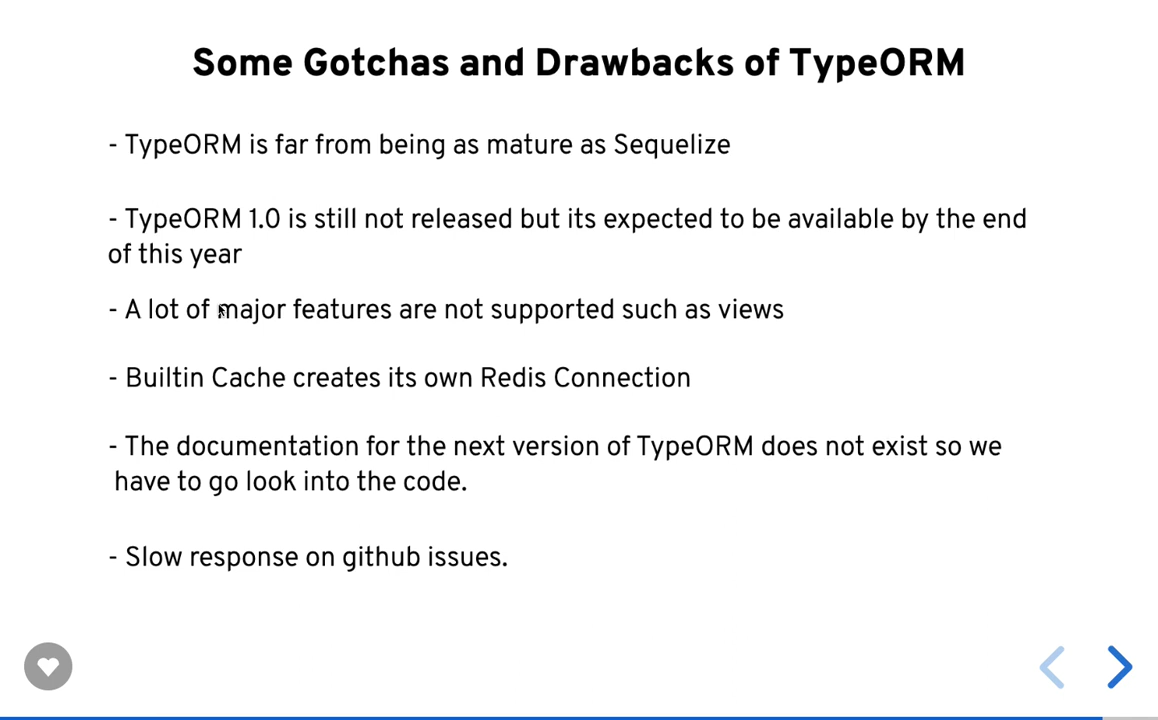 Some Gotchas and Drawbacks of TypeORM
- TypeORM is far from being as mature as Sequelize
- TypeORM 1.0 is still not released but its expected to be available by the end
of this year
- A lot of major features are not supported such as views
- Builtin Cache creates its own Redis Connection
- The documentation for the next version of TypeORM does not exist so we
have to go look into the code.
- Slow response on github issues.